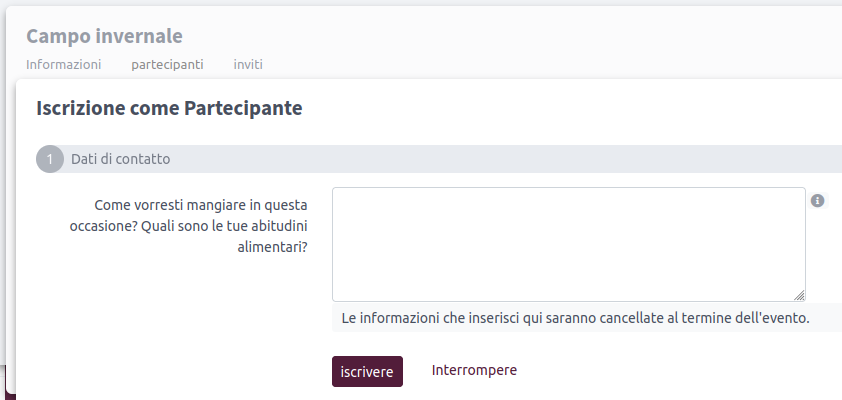 Campo invernale
Informazioni partecipanti inviti
Iscrizione come Partecipante
1 Dati di contatto
Come vorresti mangiare in questa
occasione? Quali sono le tue abitudini
alimentari?
Le informazioni che inserisci qui saranno cancellate al termine dell'evento.
iscrivere Interrompere